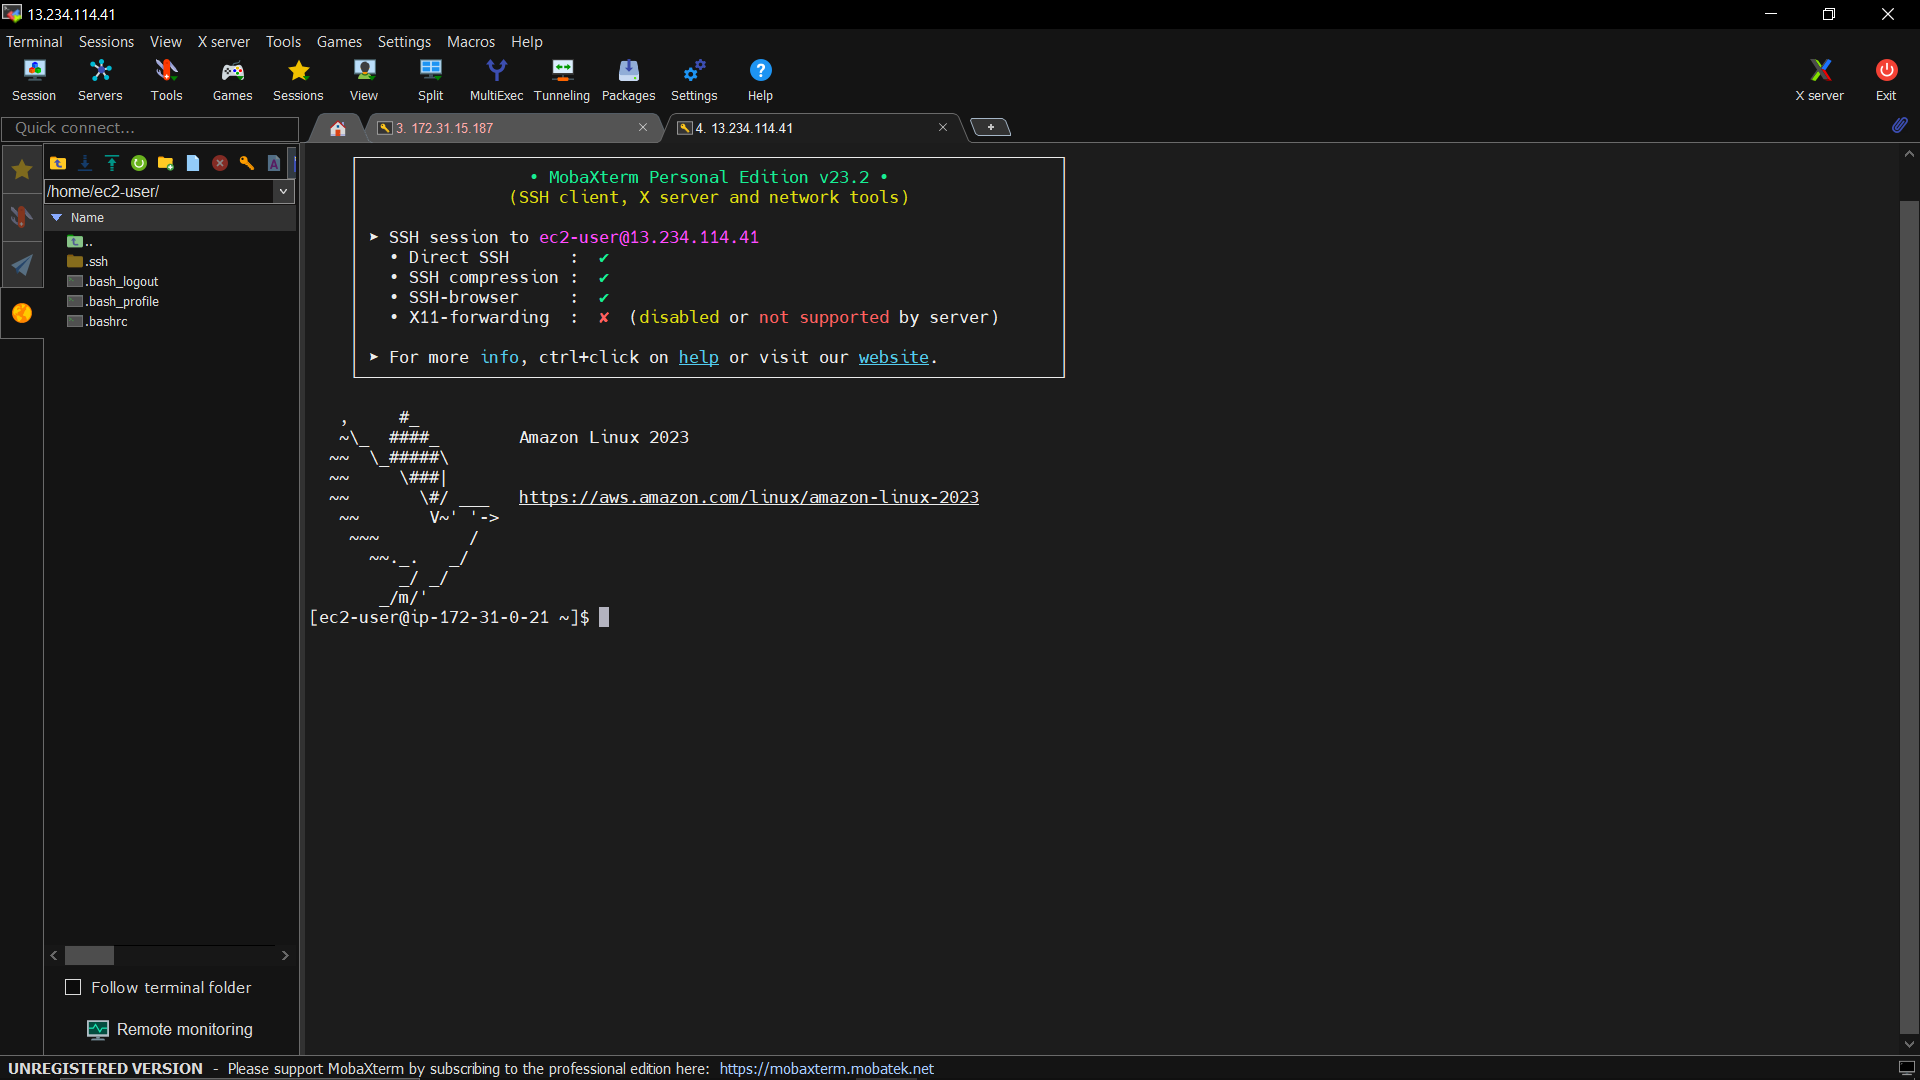 13.234.114.41
Terminal Sessions View X server Tools Games Settings Macros Help
Session Servers Tools Games Sessions View Split MultiExec Tunneling Packages Settings Help X server Exit
Quick connect...
3. 172.31.15.187
4. 13.234.114.41
/home/ec2-user/
Name
..
.ssh
.bash_logout
.bash_profile
.bashrc
• MobaXterm Personal Edition v23.2 •
(SSH client, X server and network tools)
➤ SSH session to ec2-user@13.234.114.41
• Direct SSH : ✔
• SSH compression : ✔
• SSH-browser : ✔
• X11-forwarding : ✘ (disabled or not supported by server)
➤ For more info, ctrl+click on help or visit our website.
   ,     #_
   ~\_  ####_        Amazon Linux 2023
  ~~  \_#####\
  ~~     \###|
  ~~       \#/ ___   https://aws.amazon.com/linux/amazon-linux-2023
   ~~       V~' '->
    ~~~         /
      ~~._.   _/
         _/ _/
       _/m/'
[ec2-user@ip-172-31-0-21 ~]$
Follow terminal folder
Remote monitoring
UNREGISTERED VERSION - Please support MobaXterm by subscribing to the professional edition here: https://mobaxterm.mobatek.net